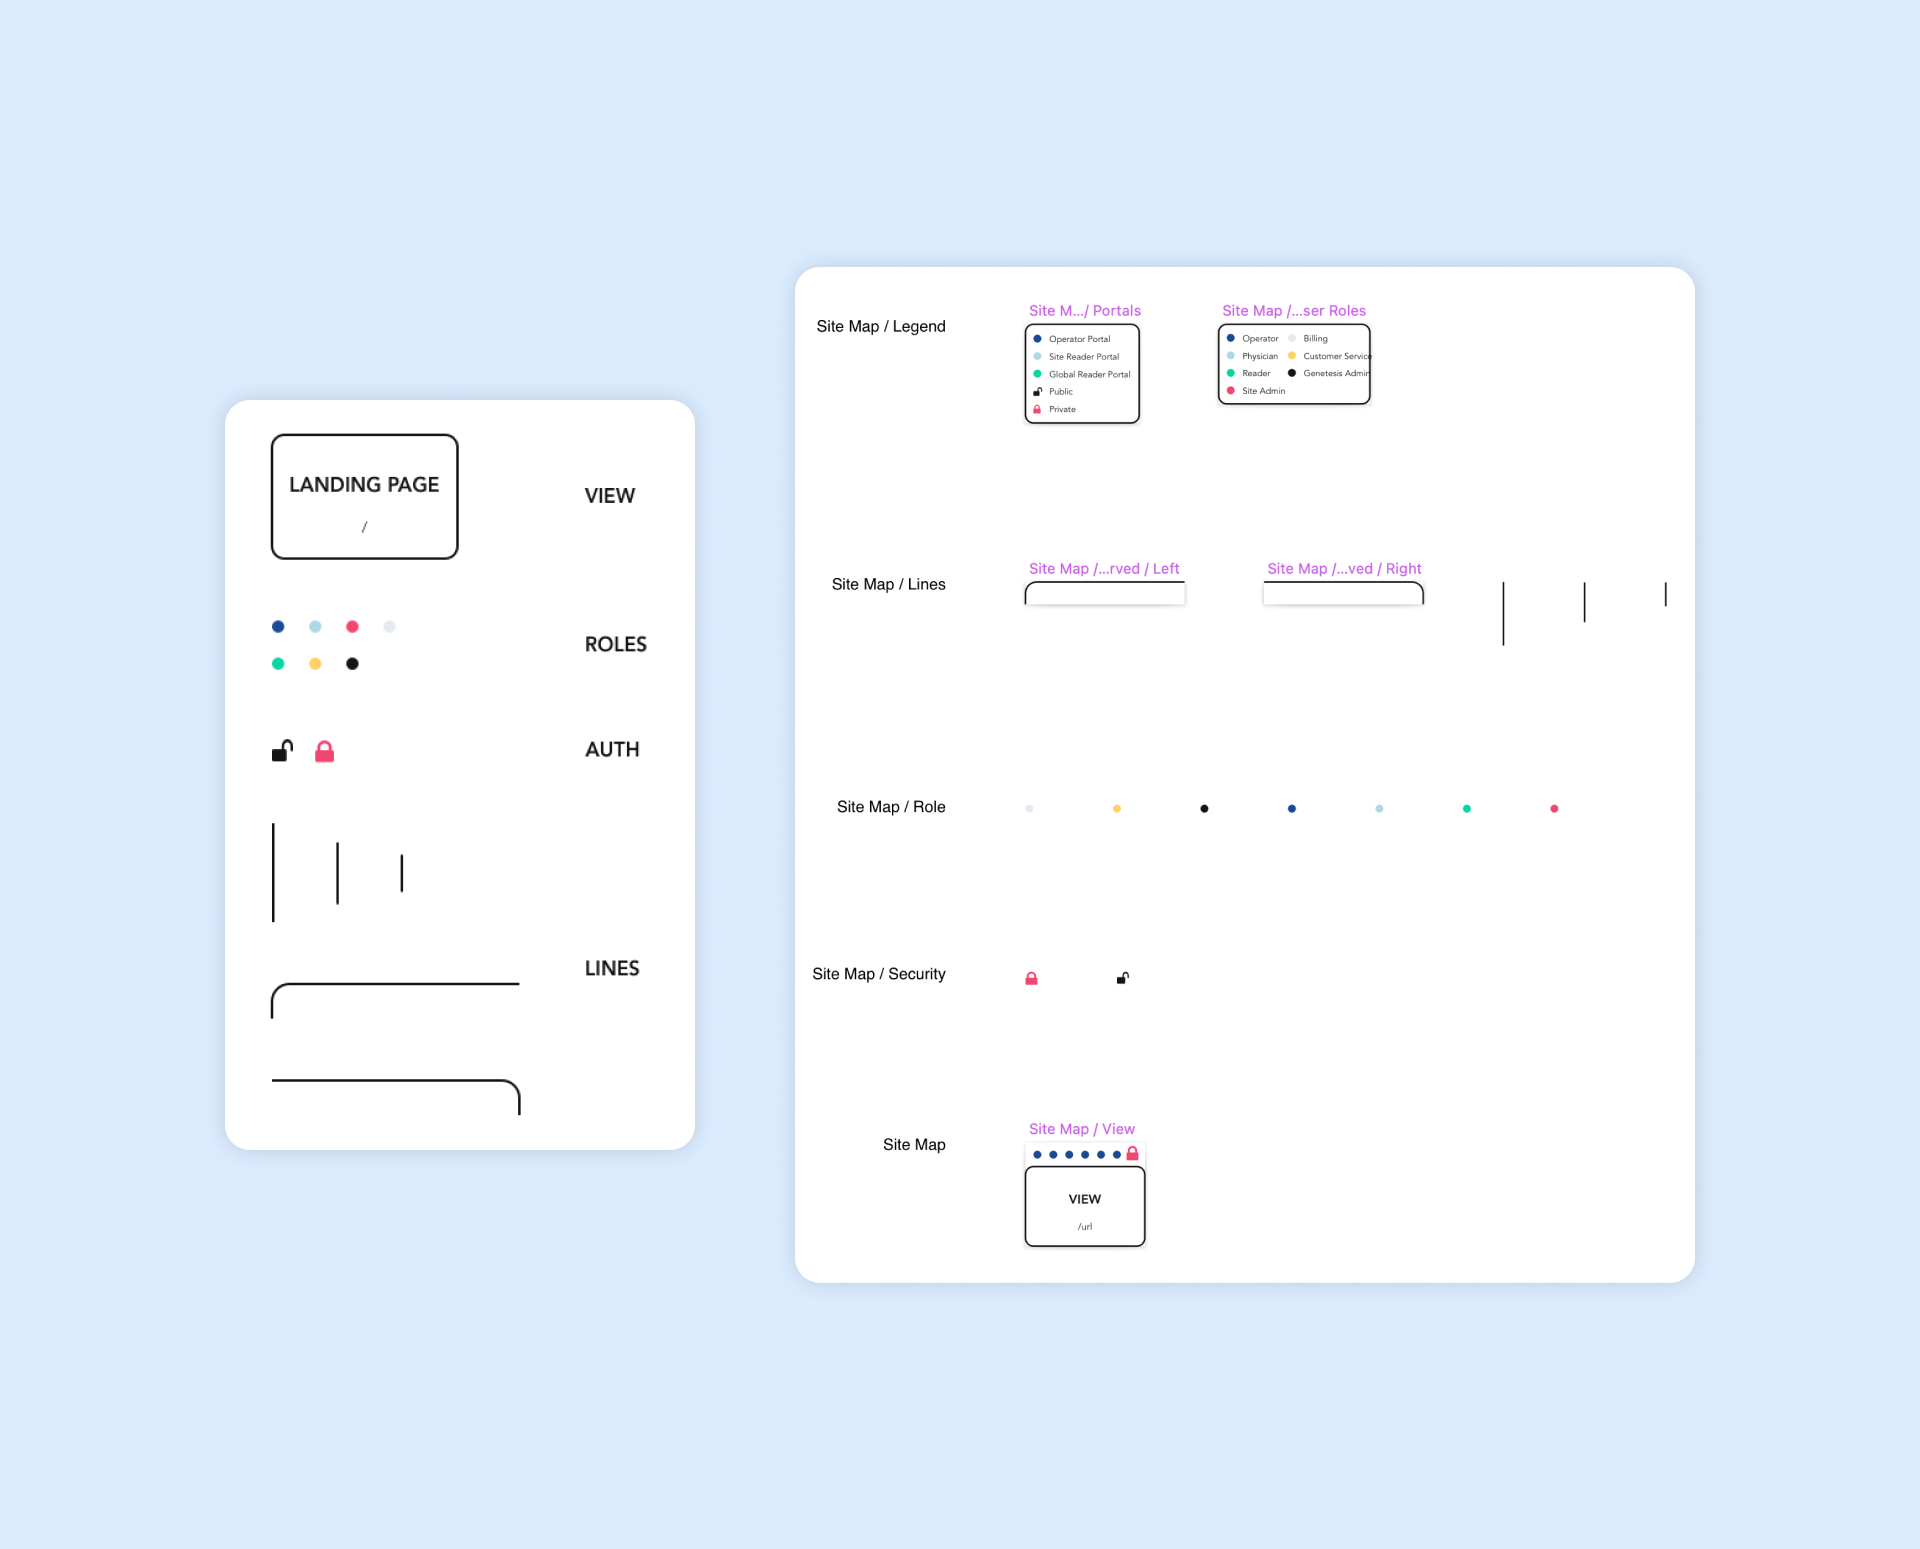 LANDING PAGE
/
VIEW
ROLES
AUTH
LINES
Site Map / Legend
Site M.../ Portals
Operator Portal
Site Reader Portal
Global Reader Portal
Public
Private
Site Map /...ser Roles
Operator
Billing
Physician
Customer Service
Reader
Genetesis Admin
Site Admin
Site Map / Lines
Site Map /...rved / Left
Site Map /...ved / Right
Site Map / Role
Site Map / Security
Site Map
Site Map / View
VIEW
/url